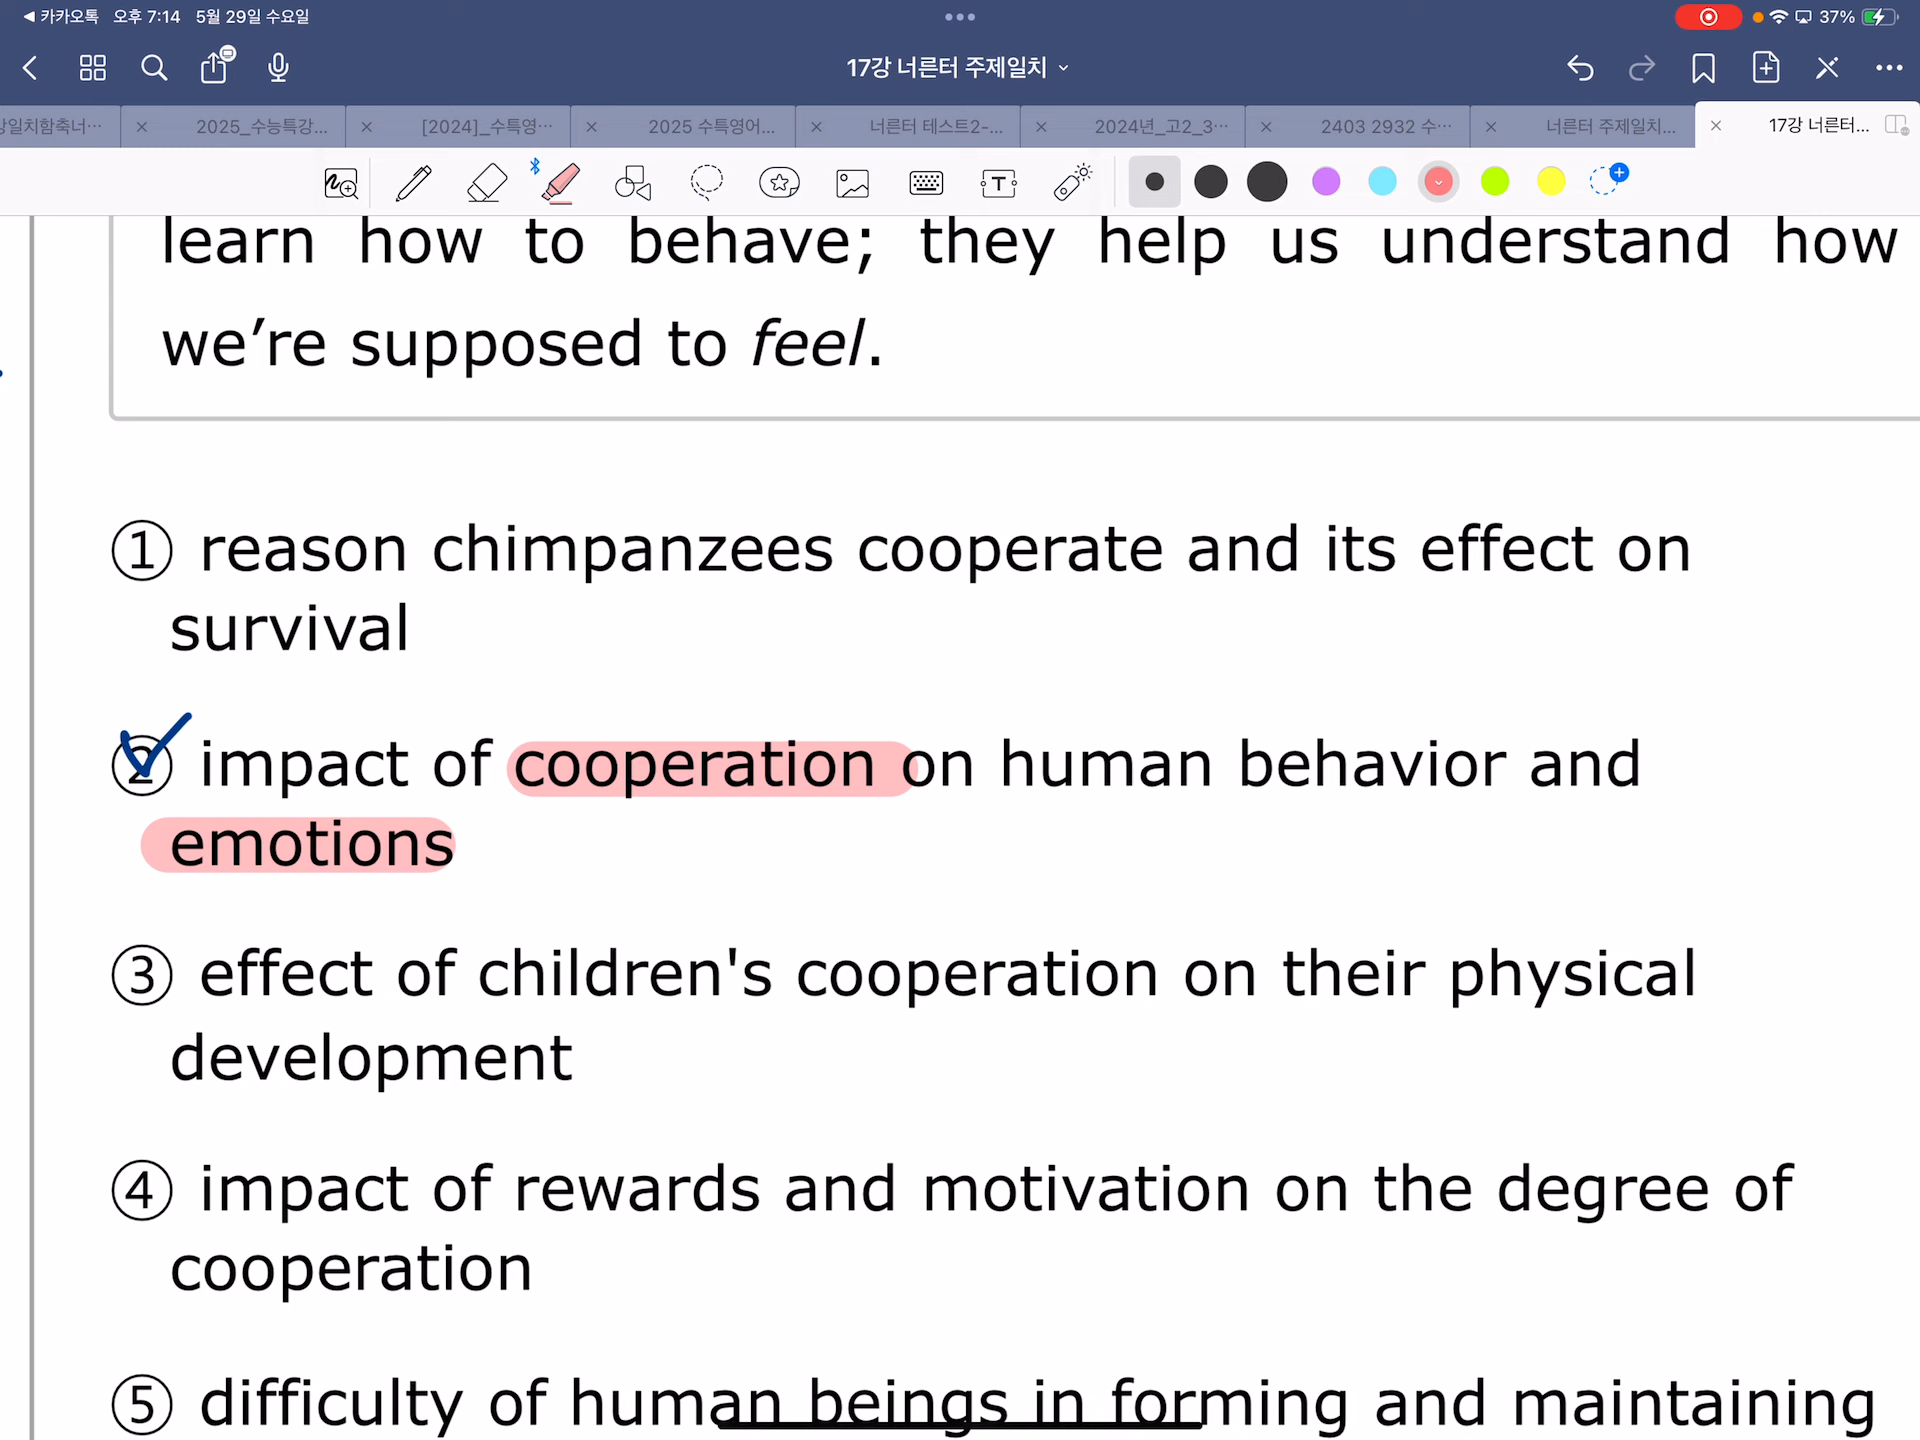 ◀ 카카오톡 오후 7:14 5월 29일 수요일 37%
17강 너른터 주제일치
강일치함축너… 2025_수능특강... [2024]_수특영… 2025 수특영어... 너른터 테스트2-... 2024년_고2_3… 2403 2932 수… 너른터 주제일치... 17강 너른터...
learn how to behave; they help us understand how
we’re supposed to feel.
① reason chimpanzees cooperate and its effect on
survival
② impact of cooperation on human behavior and
emotions
③ effect of children's cooperation on their physical
development
④ impact of rewards and motivation on the degree of
cooperation
⑤ difficulty of human beings in forming and maintaining